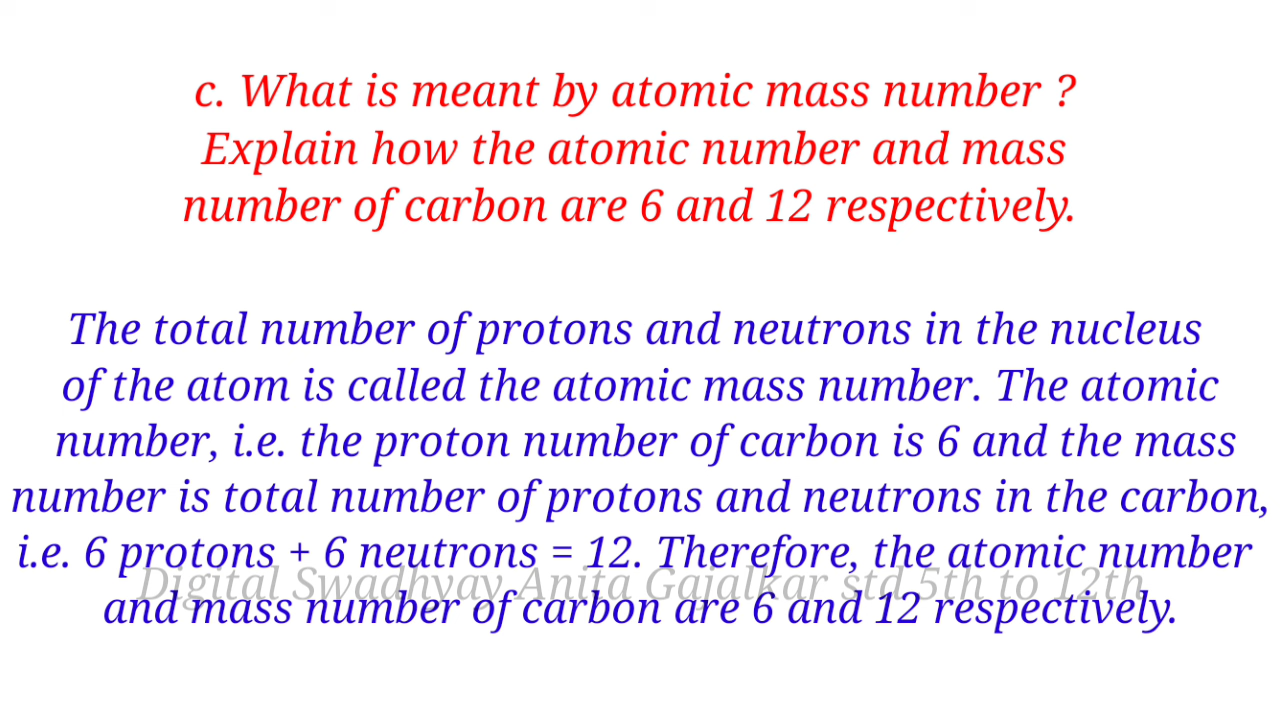 c. What is meant by atomic mass number ?
Explain how the atomic number and mass
number of carbon are 6 and 12 respectively.
The total number of protons and neutrons in the nucleus
of the atom is called the atomic mass number. The atomic
number, i.e. the proton number of carbon is 6 and the mass
number is total number of protons and neutrons in the carbon,
i.e. 6 protons + 6 neutrons = 12. Therefore, the atomic number
Digital Swadhyay Anita Gajalkar std 5th to 12th
and mass number of carbon are 6 and 12 respectively.